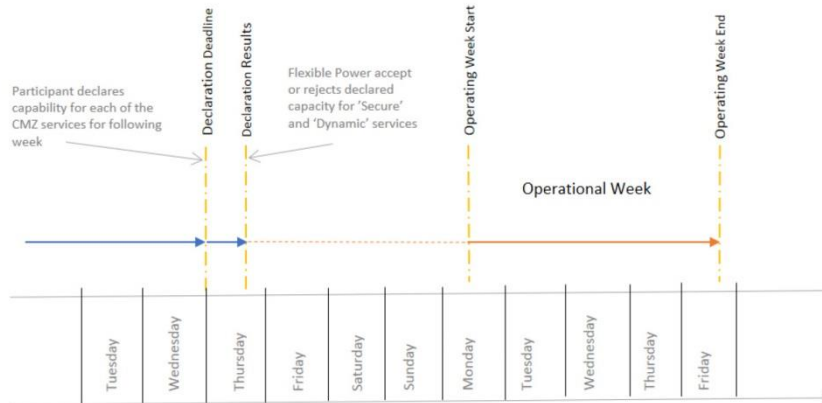 Participant declares
capability for each of the
CMZ services for following
week
Declaration Deadline
Declaration Results
Flexible Power accept
or rejects declared
capacity for 'Secure'
and 'Dynamic' services
Operating Week Start
Operating Week End
Operational Week
Tuesday
Wednesday
Thursday
Friday
Saturday
Sunday
Monday
Tuesday
Wednesday
Thursday
Friday